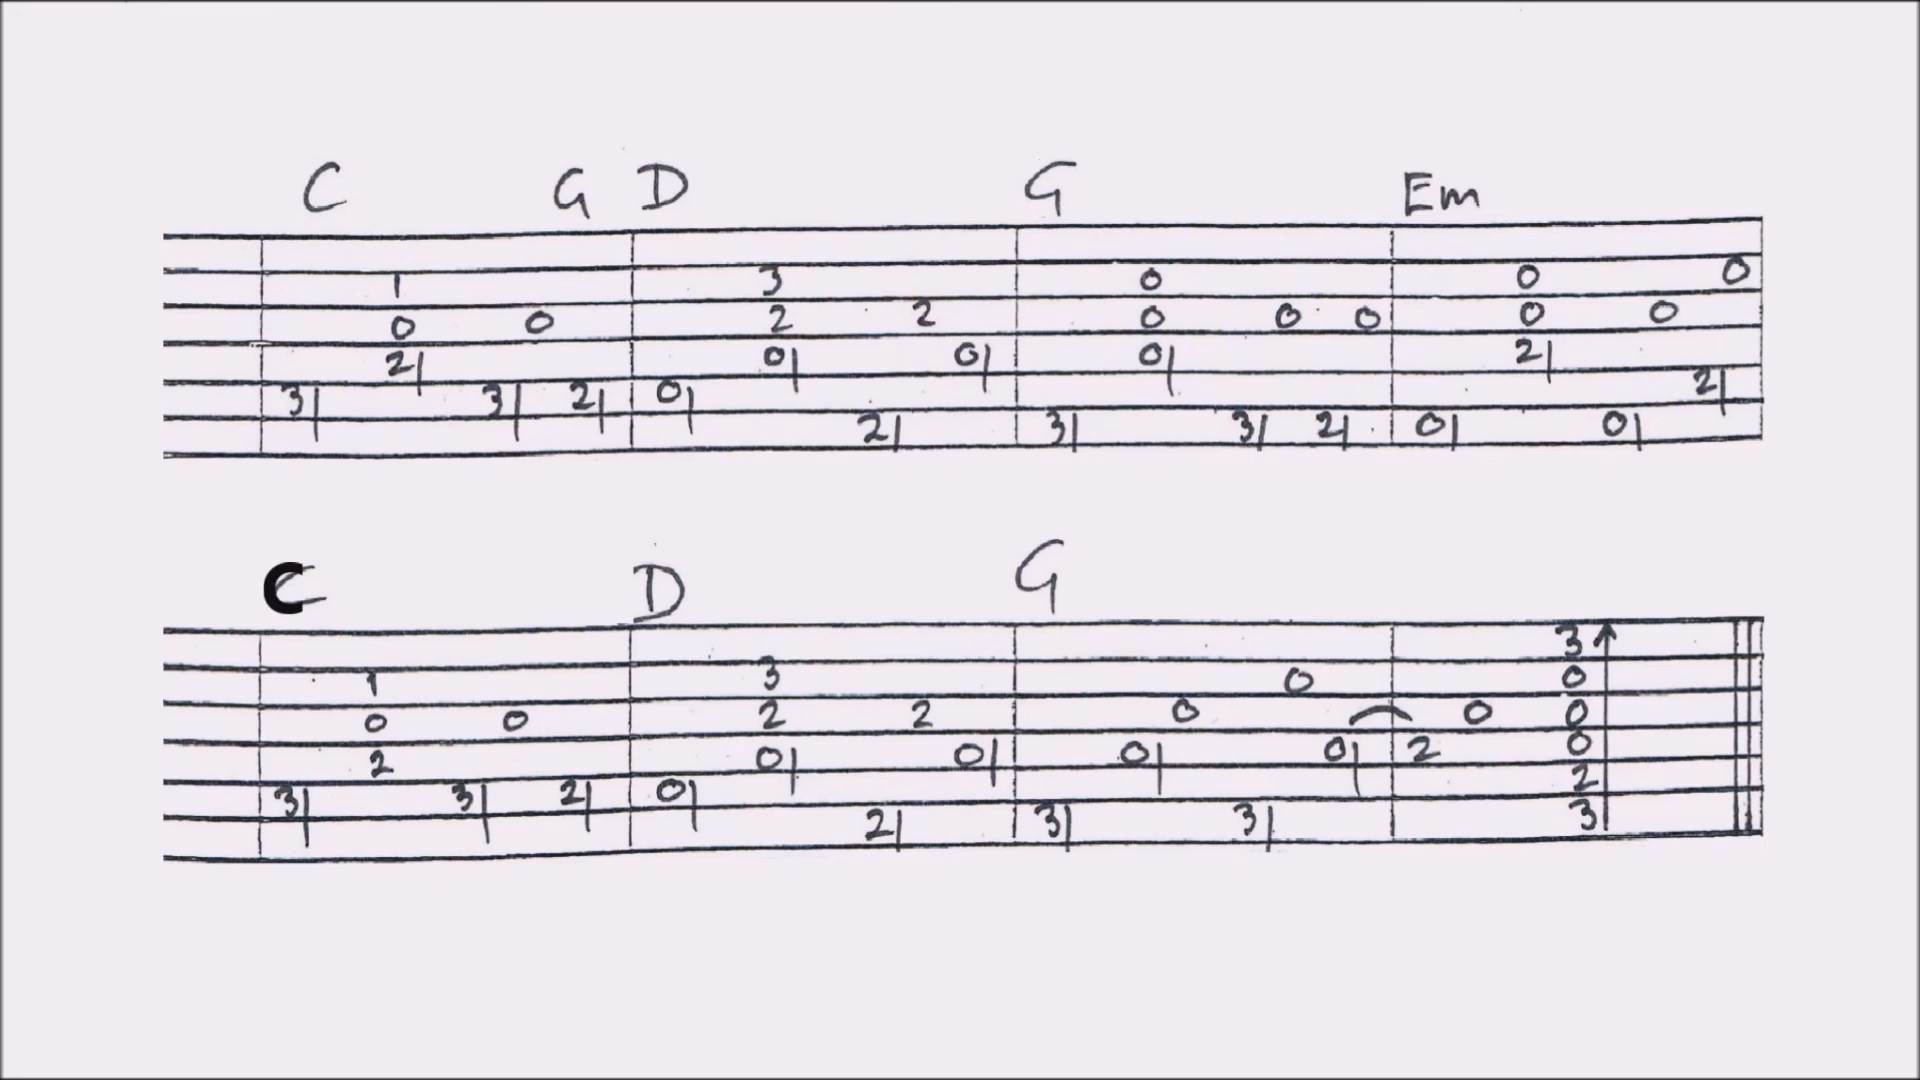 C G D G Em
1 3 0 0 0
0 0 2 2 0 0 0 0 0
2 0 0 0 2 2
3 3 2 0
2 3 3 2 0 0
C D G
3
1 3 0 0
0 0 2 2 0 0 0
2 0 0 0 0 2 0
3 3 2 0 2
2 3 3 3